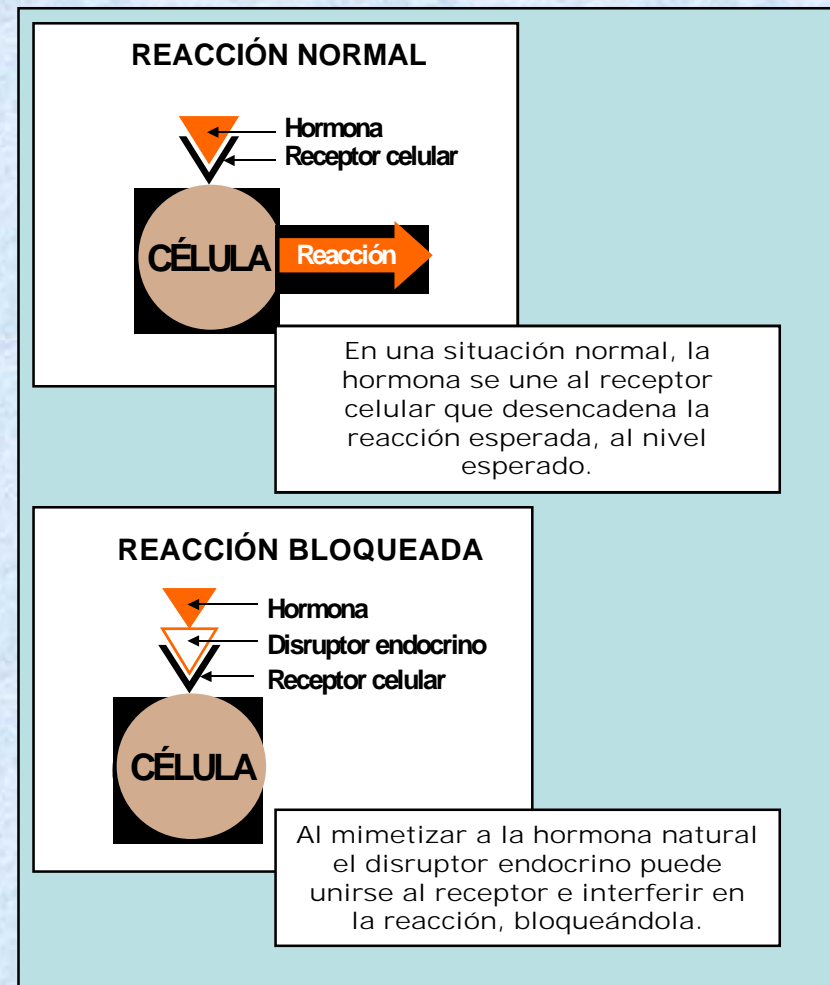 REACCIÓN NORMAL
Hormona
Receptor celular
CÉLULA
Reacción
En una situación normal, la
hormona se une al receptor
celular que desencadena la
reacción esperada, al nivel
esperado.
REACCIÓN BLOQUEADA
Hormona
Disruptor endocrino
Receptor celular
CÉLULA
Al mimetizar a la hormona natural
el disruptor endocrino puede
unirse al receptor e interferir en
la reacción, bloqueándola.